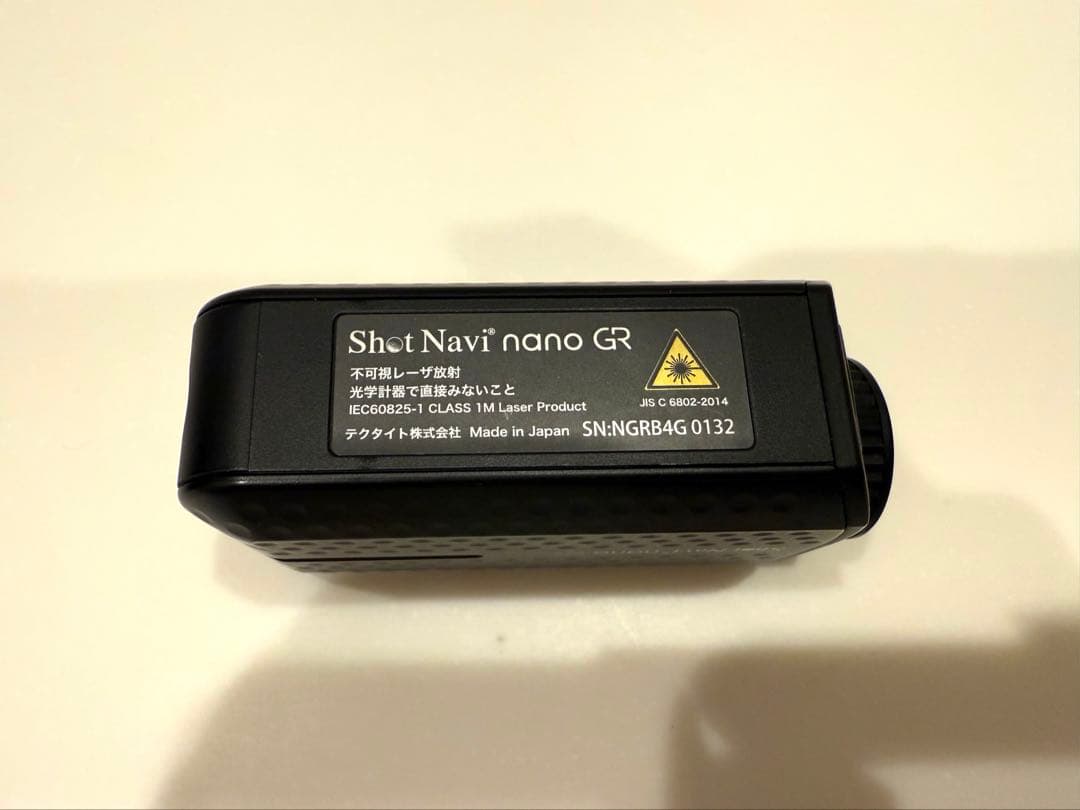 Shot Navi® nano GR
不可視レーザ放射
光学計器で直接みないこと
IEC60825-1 CLASS 1M Laser Product
JIS C 6802-2014
テクタイト株式会社 Made in Japan SN:NGRB4G 0132